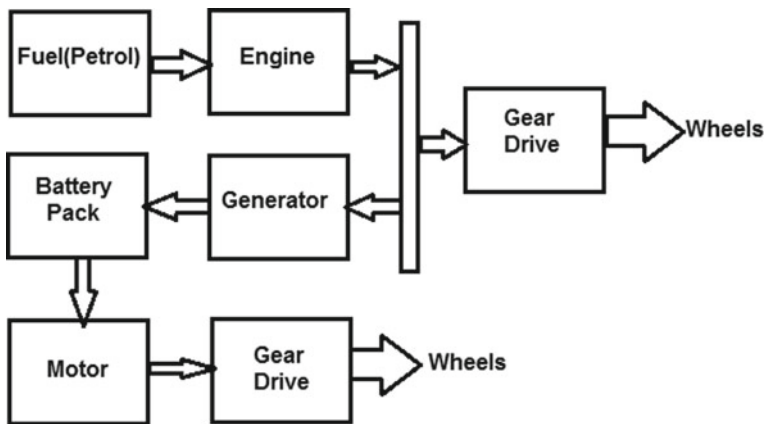 Fuel(Petrol)
Engine
Gear
Drive
Wheels
Battery
Pack
Generator
Motor
Gear
Drive
Wheels